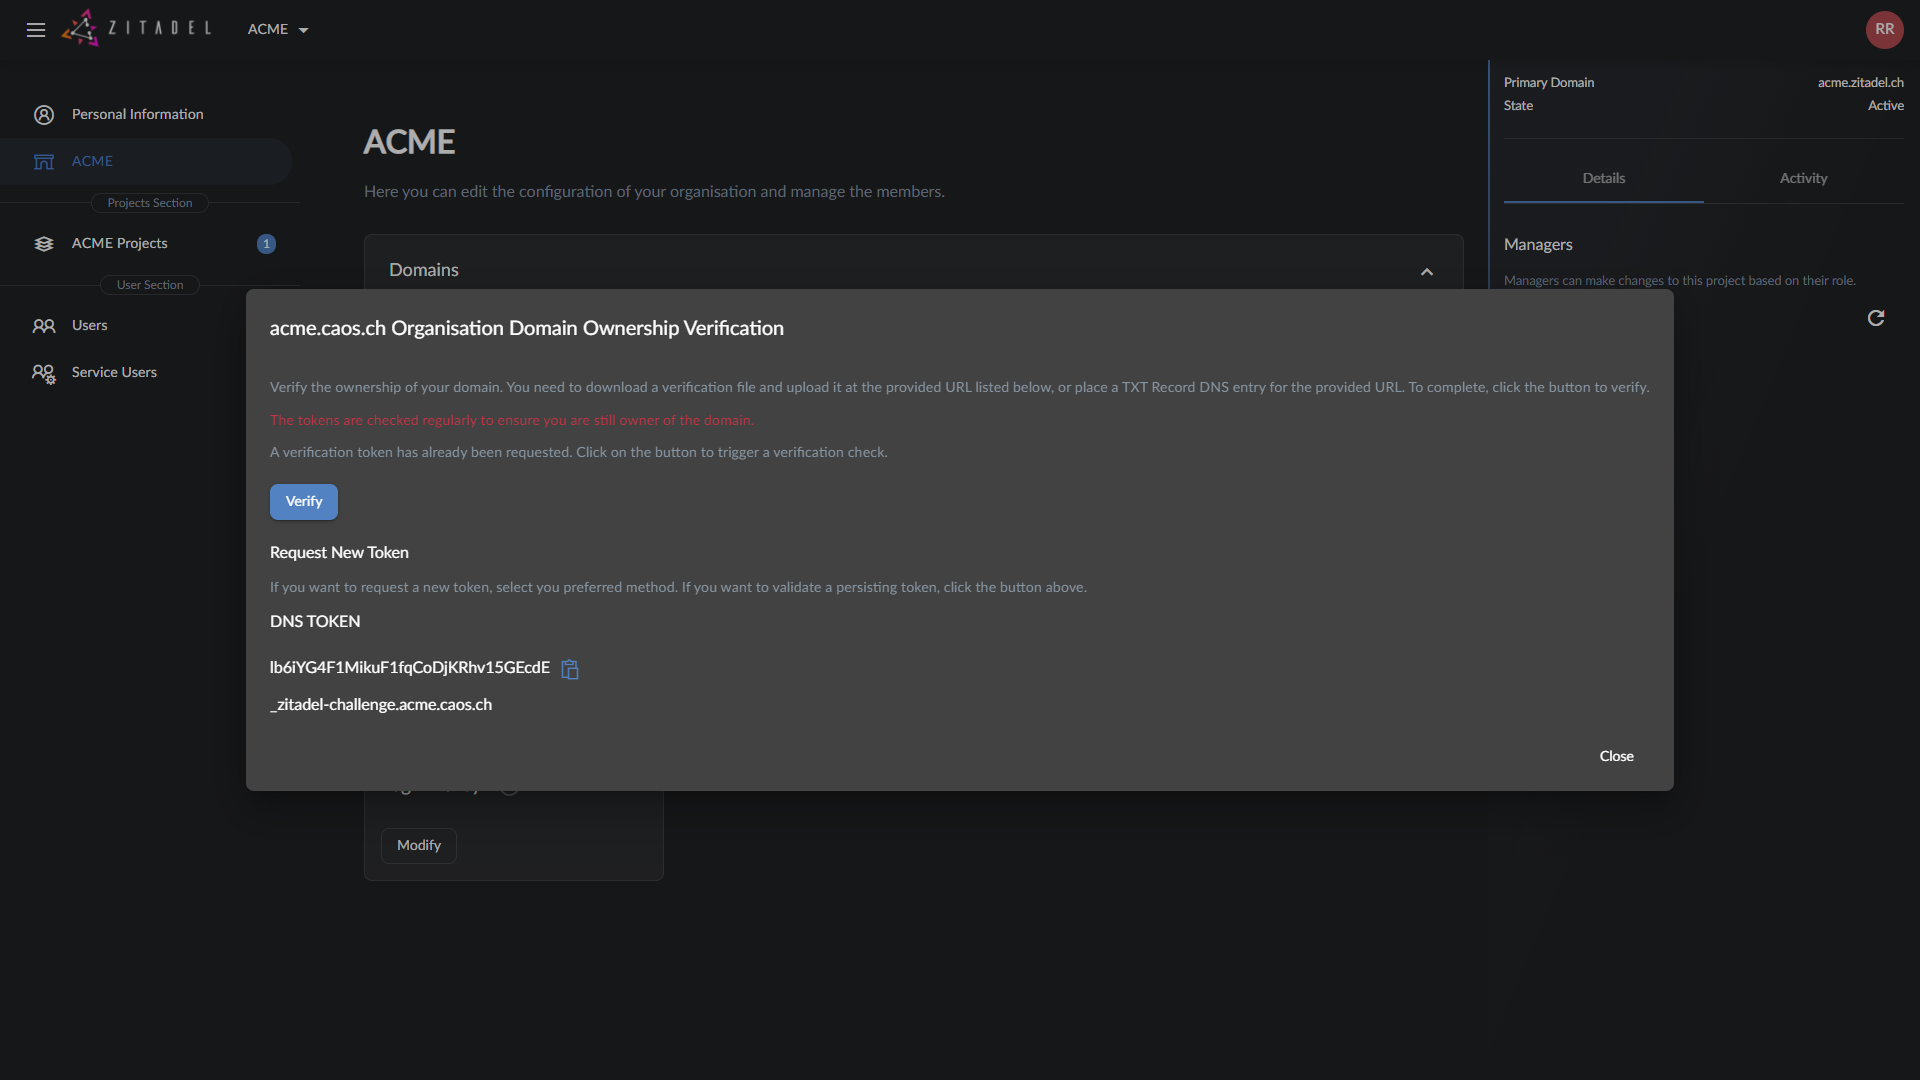 ZITADEL
ACME
RR
Personal Information
ACME
Projects Section
ACME Projects
1
User Section
Users
Service Users
ACME
Here you can edit the configuration of your organisation and manage the members.
Domains
Primary Domain
acme.zitadel.ch
State
Active
Details
Activity
Managers
Managers can make changes to this project based on their role.
acme.caos.ch Organisation Domain Ownership Verification
Verify the ownership of your domain. You need to download a verification file and upload it at the provided URL listed below, or place a TXT Record DNS entry for the provided URL. To complete, click the button to verify.
The tokens are checked regularly to ensure you are still owner of the domain.
A verification token has already been requested. Click on the button to trigger a verification check.
Verify
Request New Token
If you want to request a new token, select you preferred method. If you want to validate a persisting token, click the button above.
DNS TOKEN
lb6iYG4F1MikuF1fqCoDjKRhv15GEcdE
_zitadel-challenge.acme.caos.ch
Close
Modify